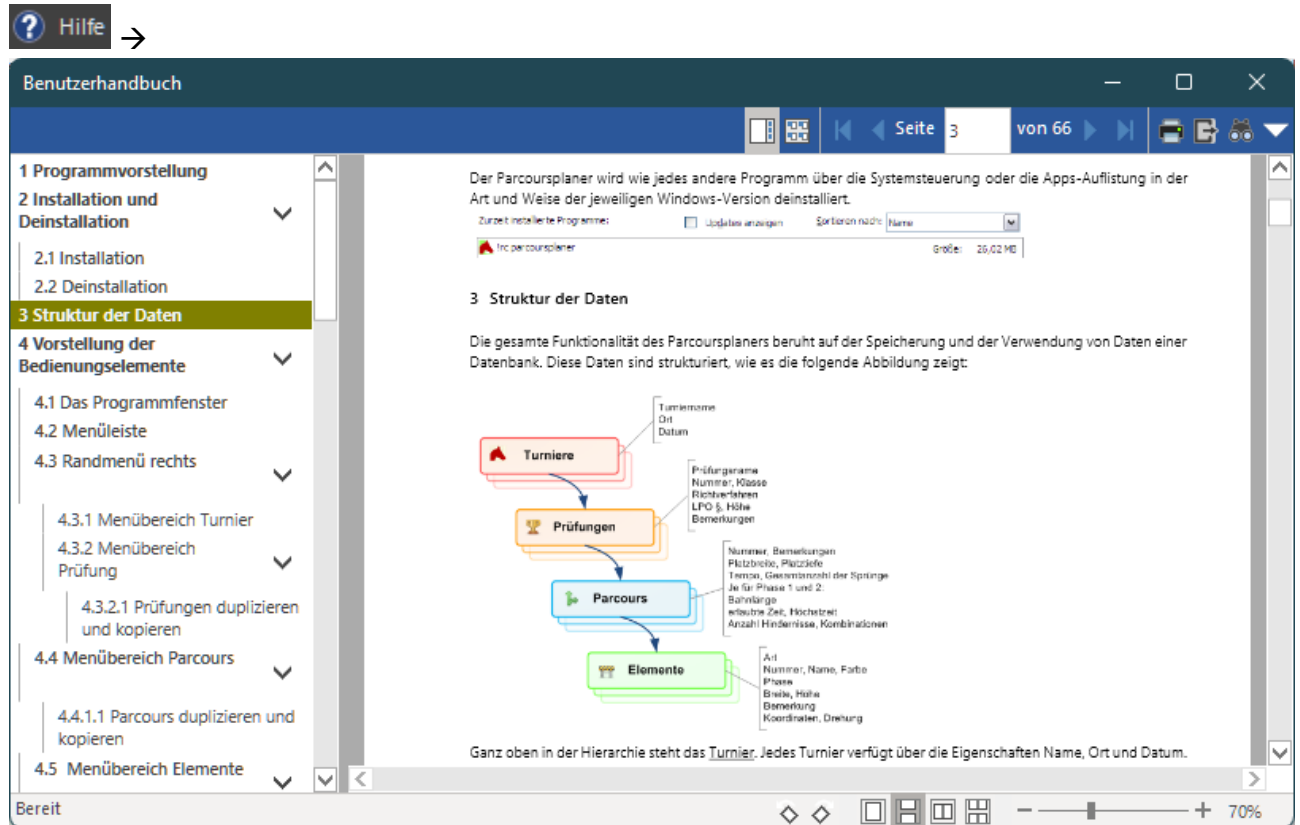 Hilfe →
Benutzerhandbuch
Seite 3 von 66
1 Programmvorstellung
2 Installation und
Deinstallation
2.1 Installation
2.2 Deinstallation
3 Struktur der Daten
4 Vorstellung der
Bedienungselemente
4.1 Das Programmfenster
4.2 Menüleiste
4.3 Randmenü rechts
4.3.1 Menübereich Turnier
4.3.2 Menübereich
Prüfung
4.3.2.1 Prüfungen duplizieren
und kopieren
4.4 Menübereich Parcours
4.4.1.1 Parcours duplizieren und
kopieren
4.5 Menübereich Elemente
Der Parcoursplaner wird wie jedes andere Programm über die Systemsteuerung oder die Apps-Auflistung in der
Art und Weise der jeweiligen Windows-Version deinstalliert.
Zurzeit installierte Programme: Updates anzeigen Sortieren nach: Name
parcoursplaner Größe: 26,02 MB
3 Struktur der Daten
Die gesamte Funktionalität des Parcoursplaners beruht auf der Speicherung und der Verwendung von Daten einer
Datenbank. Diese Daten sind strukturiert, wie es die folgende Abbildung zeigt:
Turniere
Turniername
Ort
Datum
Prüfungen
Prüfungsname
Nummer, Klasse
Richtverfahren
LPO §, Höhe
Bemerkungen
Parcours
Nummer, Bemerkungen
Platzbreite, Platztiefe
Tempo, Gesamtanzahl der Sprünge
Je für Phase 1 und 2:
Bahnlänge
erlaubte Zeit, Höchstzeit
Anzahl Hindernisse, Kombinationen
Elemente
Art
Nummer, Name, Farbe
Phase
Breite, Höhe
Bemerkung
Koordinaten, Drehung
Ganz oben in der Hierarchie steht das Turnier. Jedes Turnier verfügt über die Eigenschaften Name, Ort und Datum.
Bereit
70%